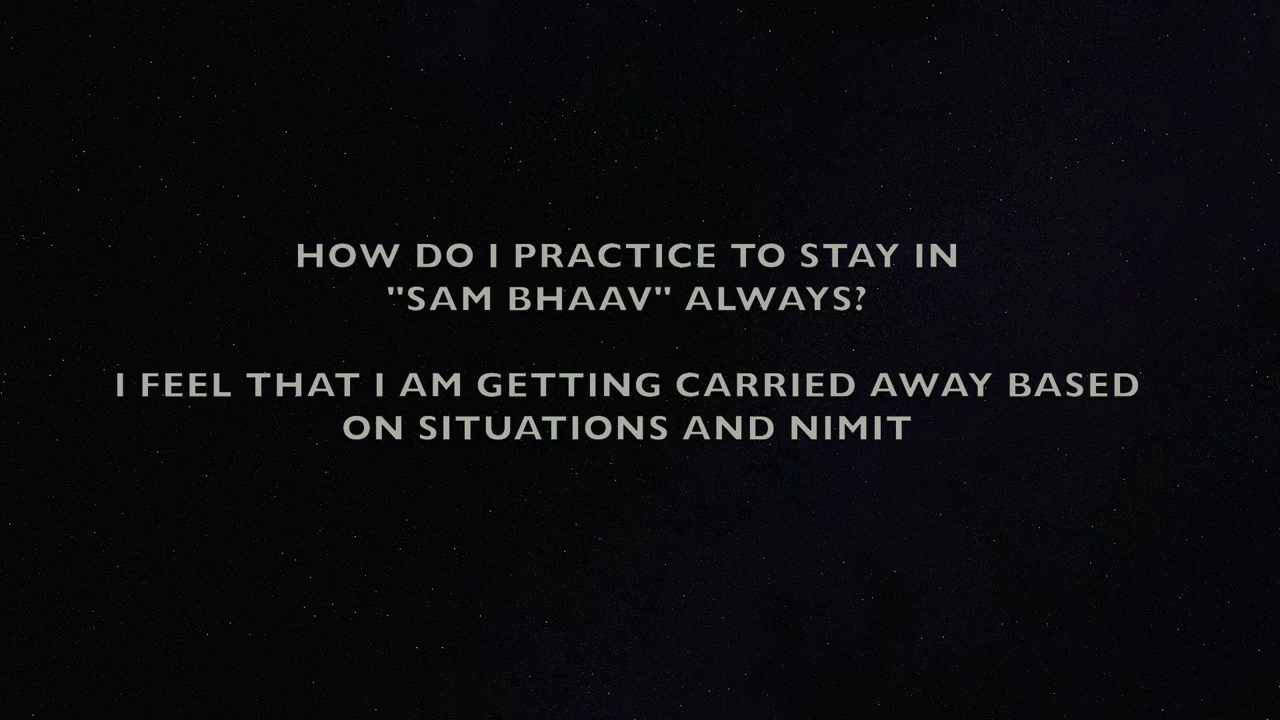 HOW DO I PRACTICE TO STAY IN
"SAM BHAAV" ALWAYS?
I FEEL THAT I AM GETTING CARRIED AWAY BASED
ON SITUATIONS AND NIMIT